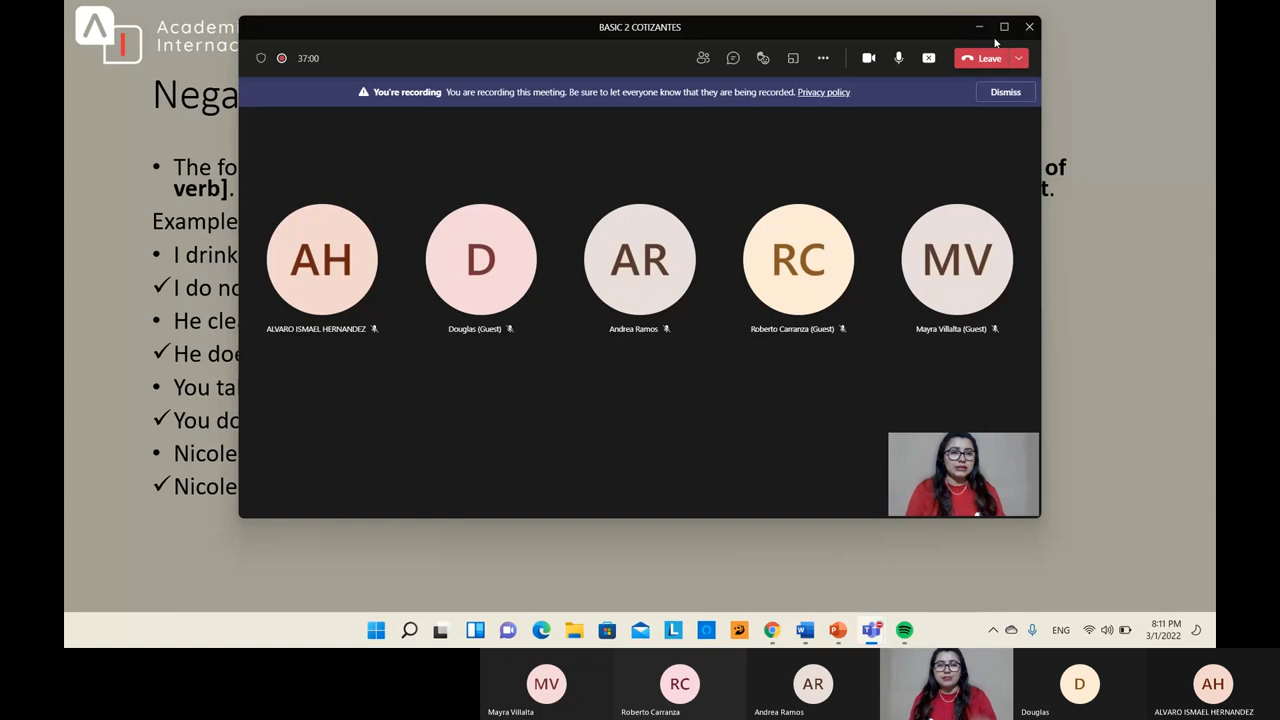 Academi
Internac
BASIC 2 COTIZANTES
37:00
Leave
You're recording You are recording this meeting. Be sure to let everyone know that they are being recorded. Privacy policy
Dismiss
Nega
• The fo
of
verb].
t.
Example
• I drink
✓I do no
• He clea
✓He doe
• You ta
✓You do
• Nicole
✓Nicole
AH
D
AR
RC
MV
ALVARO ISMAEL HERNANDEZ
Douglas (Guest)
Andrea Ramos
Roberto Carranza (Guest)
Mayra Villalta (Guest)
L
ENG
8:11 PM
3/1/2022
MV
RC
AR
D
AH
Mayra Villalta
Roberto Carranza
Andrea Ramos
Douglas
ALVARO ISMAEL HERNANDEZ